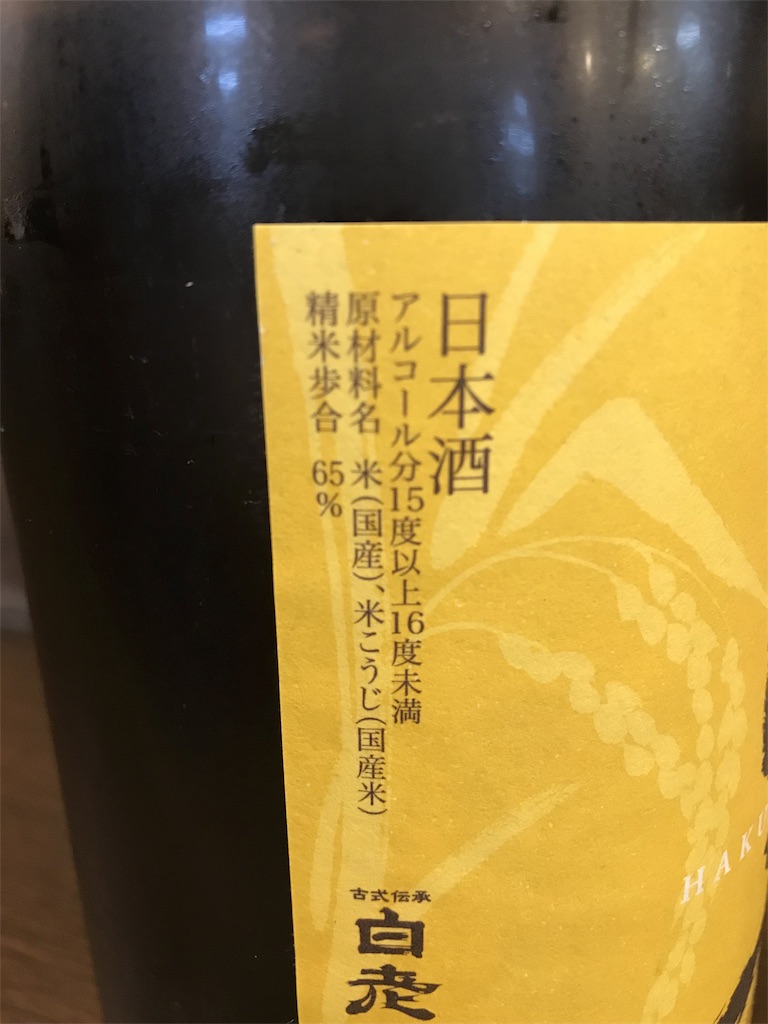 日本酒
アルコール分15度以上16度未満
原材料名 米(国産)、米こうじ(国産米)
精米歩合 65%
古式伝承
白老
HAKU